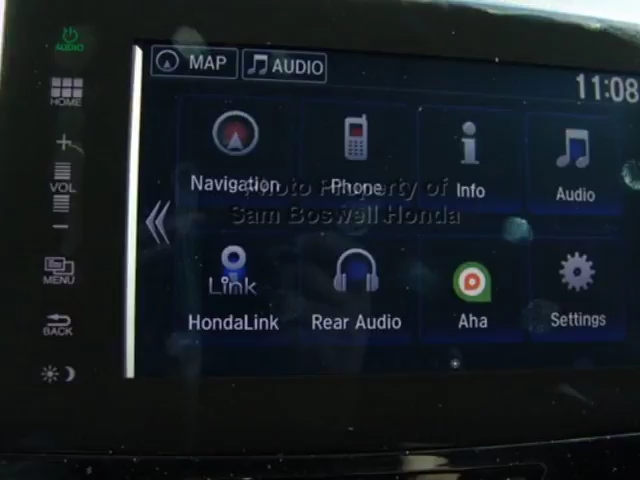 AUDIO
MAP AUDIO
11:08
HOME
+
VOL
−
MENU
BACK
Navigation Phone Info Audio
Photo Property of
Sam Boswell Honda
Link
HondaLink Rear Audio Aha Settings